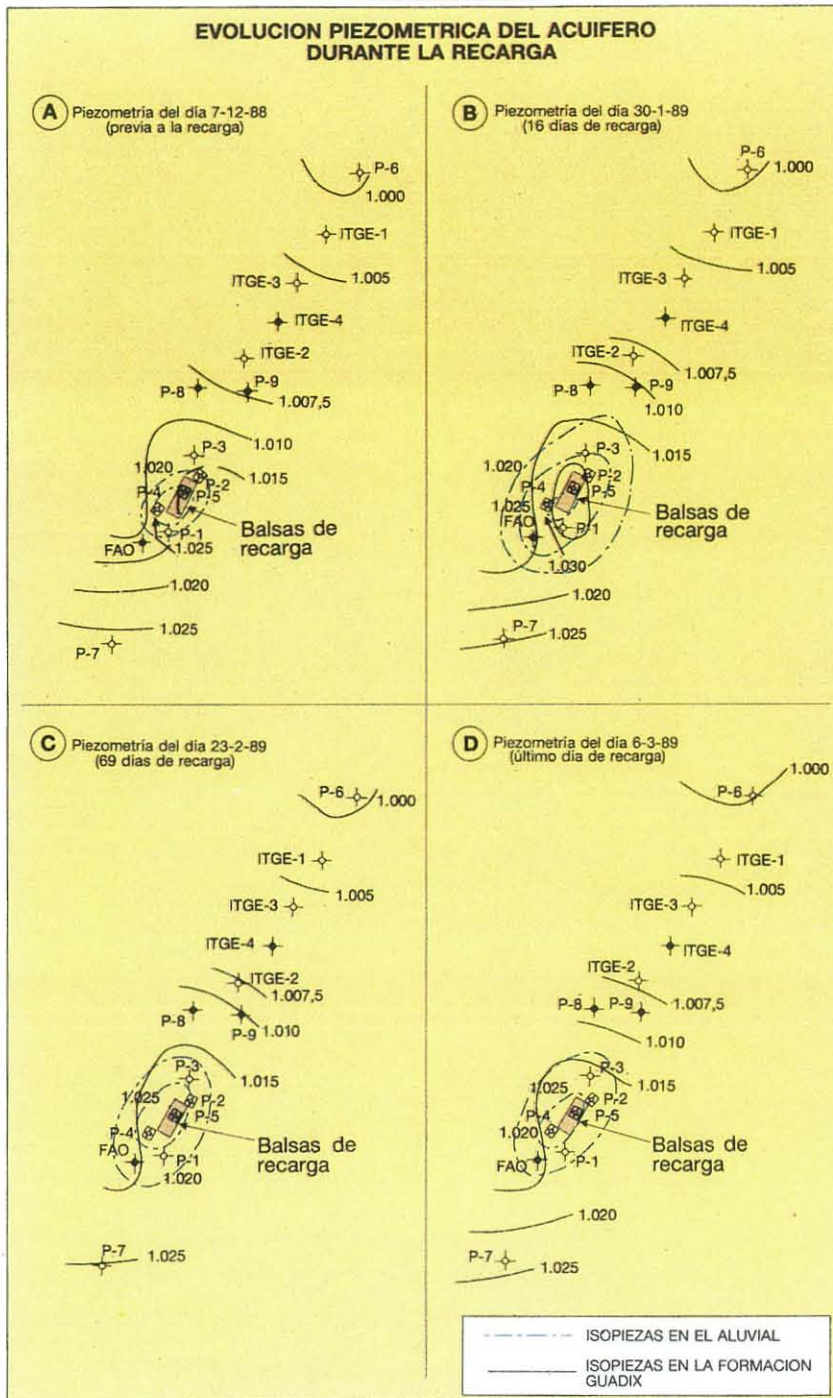 EVOLUCION PIEZOMETRICA DEL ACUIFERO
DURANTE LA RECARGA
A Piezometría del día 7-12-88
(previa a la recarga)
P-6
1.000
ITGE-1
ITGE-3
1.005
ITGE-4
ITGE-2
P-8
P-9
1.007,5
1.010
P-3
1.020
1.015
P-2
P-4
P-5
Balsas de
recarga
P-1
FAO
1.025
1.020
1.025
P-7
B Piezometría del día 30-1-89
(16 días de recarga)
P-6
1.000
ITGE-1
1.005
ITGE-3
ITGE-4
ITGE-2
1.007,5
P-8
P-9
1.010
P-3
1.015
1.020
P-2
P-4
P-5
1.025
Balsas de
recarga
FAO
P-1
1.030
1.020
P-7
1.025
C Piezometría del dia 23-2-89
(69 dias de recarga)
P-6
1.000
ITGE-1
1.005
ITGE-3
ITGE-4
ITGE-2
1.007,5
P-8
P-9
1.010
P-3
1.015
1.025
P-2
P-5
P-4
Balsas de
recarga
FAO
P-1
1.020
P-7
1.025
D Piezometría del día 6-3-89
(último dia de recarga)
1.000
P-6
ITGE-1
1.005
ITGE-3
ITGE-4
ITGE-2
1.007,5
P-8
P-9
1.010
P-3
1.015
1.025
P-2
P-4
P-5
1.020
Balsas de
recarga
FAO
P-1
1.020
P-7
1.025
ISOPIEZAS EN EL ALUVIAL
ISOPIEZAS EN LA FORMACION
GUADIX